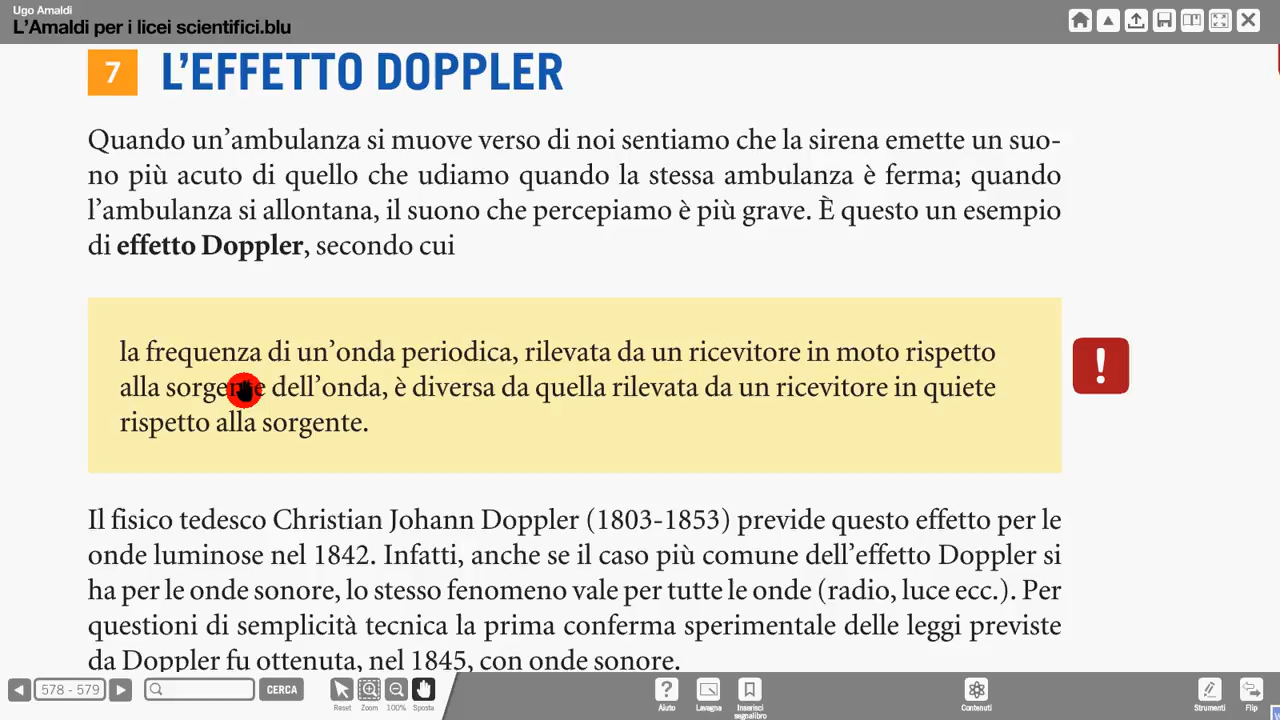 Ugo Amaldi
L'Amaldi per i licei scientifici.blu
7 L'EFFETTO DOPPLER
Quando un'ambulanza si muove verso di noi sentiamo che la sirena emette un suo-
no più acuto di quello che udiamo quando la stessa ambulanza è ferma; quando
l'ambulanza si allontana, il suono che percepiamo è più grave. È questo un esempio
di effetto Doppler, secondo cui
la frequenza di un'onda periodica, rilevata da un ricevitore in moto rispetto
alla sorgente dell'onda, è diversa da quella rilevata da un ricevitore in quiete
rispetto alla sorgente.
!
Il fisico tedesco Christian Johann Doppler (1803-1853) previde questo effetto per le
onde luminose nel 1842. Infatti, anche se il caso più comune dell'effetto Doppler si
ha per le onde sonore, lo stesso fenomeno vale per tutte le onde (radio, luce ecc.). Per
questioni di semplicità tecnica la prima conferma sperimentale delle leggi previste
da Doppler fu ottenuta, nel 1845, con onde sonore.
578 - 579
CERCA
Reset
Zoom
100%
Sposta
Aiuto
Lavagna
Inserisci
segnalibro
Contenuti
Strumenti
Flip